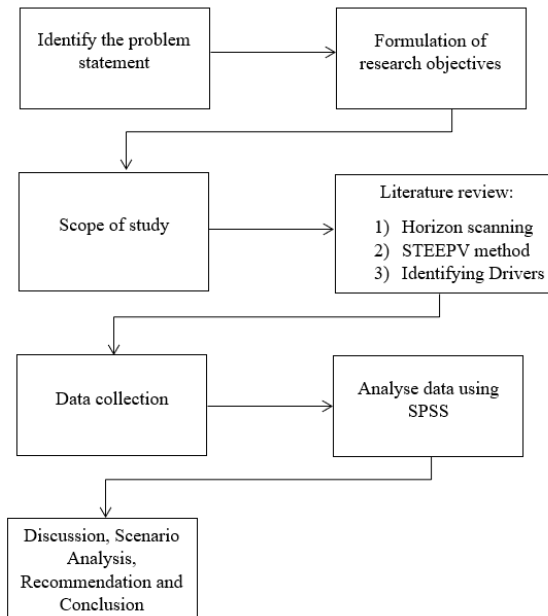 Identify the problem
statement
Formulation of
research objectives
Scope of study
Literature review:
1) Horizon scanning
2) STEEPV method
3) Identifying Drivers
Data collection
Analyse data using
SPSS
Discussion, Scenario
Analysis,
Recommendation and
Conclusion